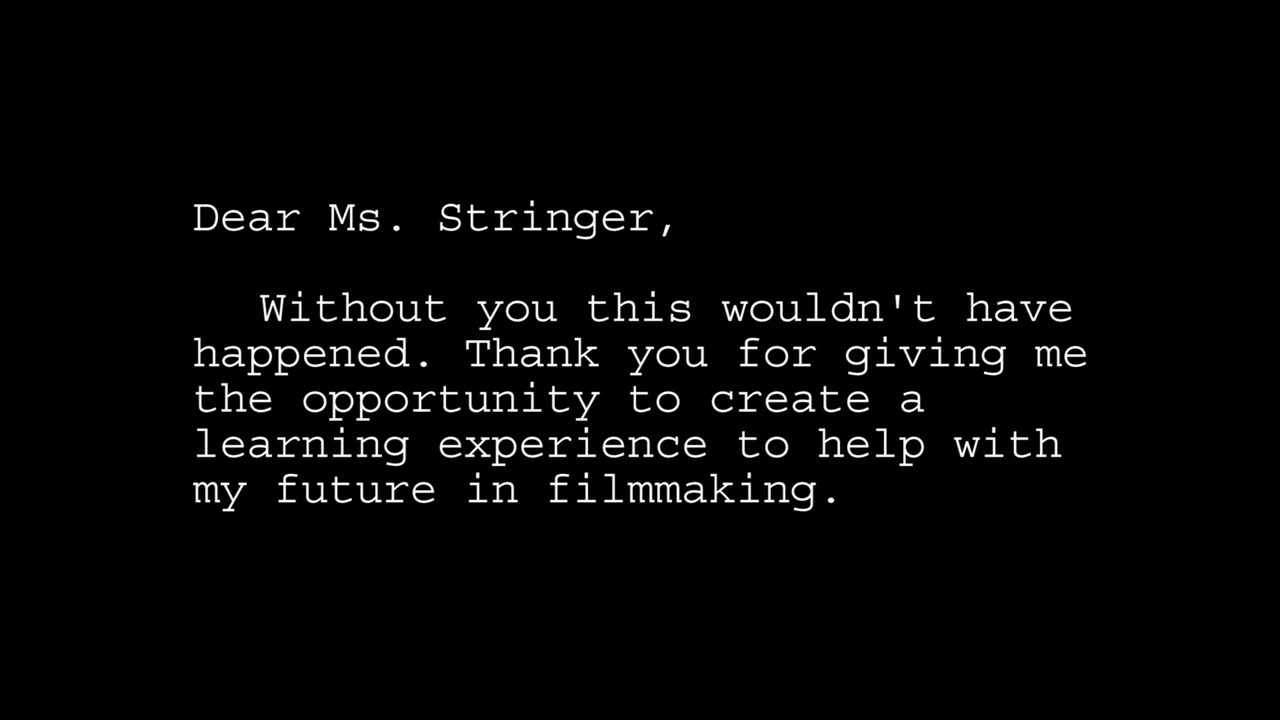 Dear Ms. Stringer,
Without you this wouldn't have
happened. Thank you for giving me
the opportunity to create a
learning experience to help with
my future in filmmaking.